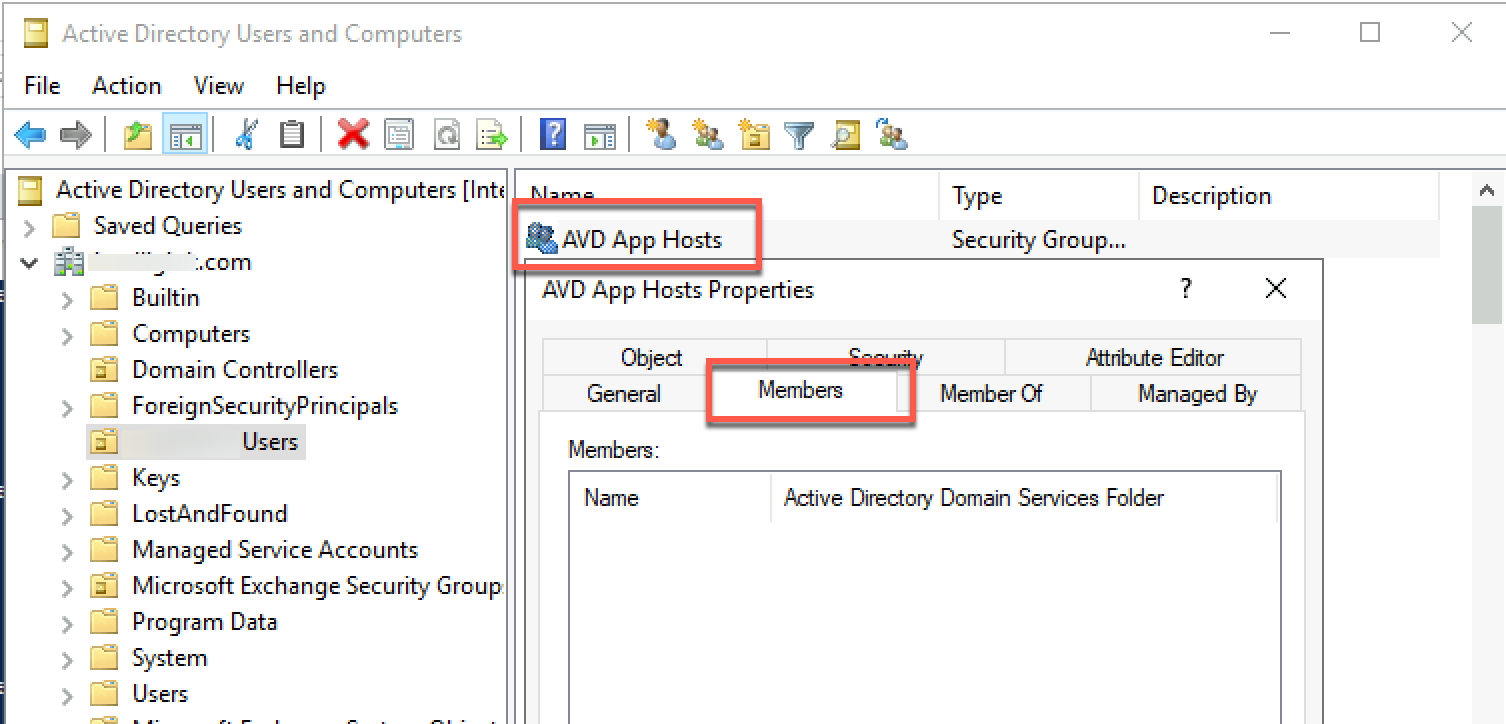 Active Directory Users and Computers
File Action View Help
Active Directory Users and Computers [Inte
Saved Queries
.com
Builtin
Computers
Domain Controllers
ForeignSecurityPrincipals
Users
Keys
LostAndFound
Managed Service Accounts
Microsoft Exchange Security Group
Program Data
System
Users
Name Type Description
AVD App Hosts Security Group...
AVD App Hosts Properties ?
Object Security Attribute Editor
General Members Member Of Managed By
Members:
Name Active Directory Domain Services Folder